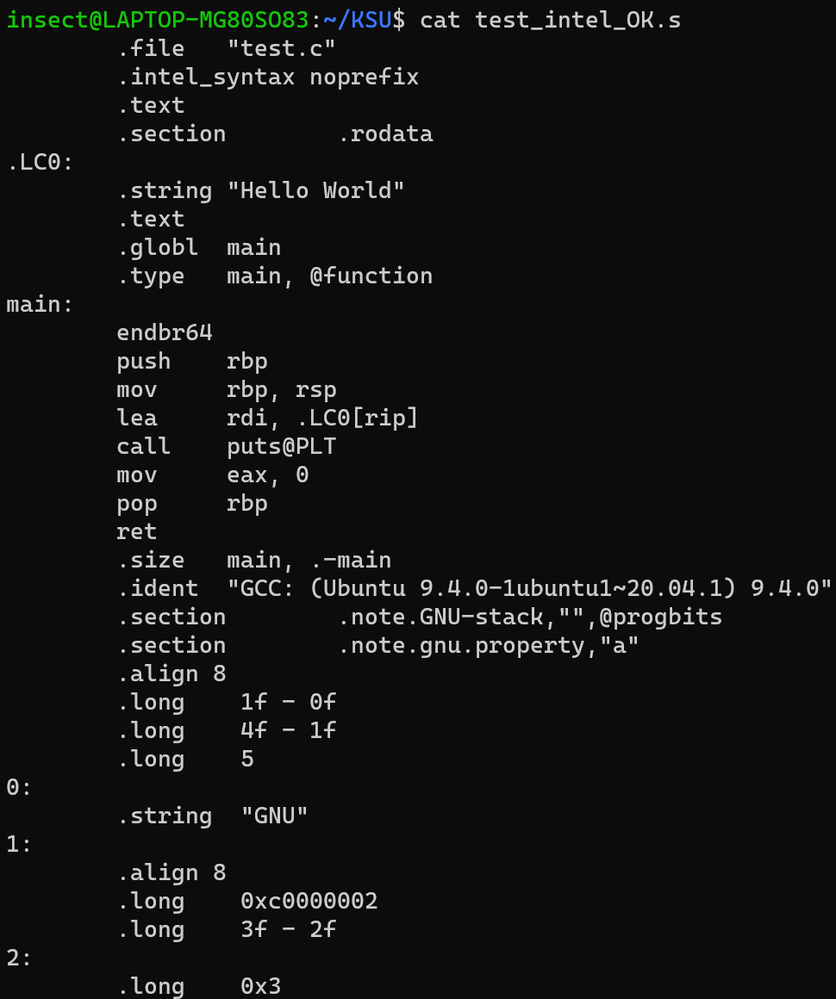 insect@LAPTOP-MG80SO83:~/KSU$ cat test_intel_OK.s
.file "test.c"
.intel_syntax noprefix
.text
.section .rodata
.LC0:
.string "Hello World"
.text
.globl main
.type main, @function
main:
endbr64
push rbp
mov rbp, rsp
lea rdi, .LC0[rip]
call puts@PLT
mov eax, 0
pop rbp
ret
.size main, .-main
.ident "GCC: (Ubuntu 9.4.0-1ubuntu1~20.04.1) 9.4.0"
.section .note.GNU-stack,"",@progbits
.section .note.gnu.property,"a"
.align 8
.long 1f - 0f
.long 4f - 1f
.long 5
0:
.string "GNU"
1:
.align 8
.long 0xc0000002
.long 3f - 2f
2:
.long 0x3